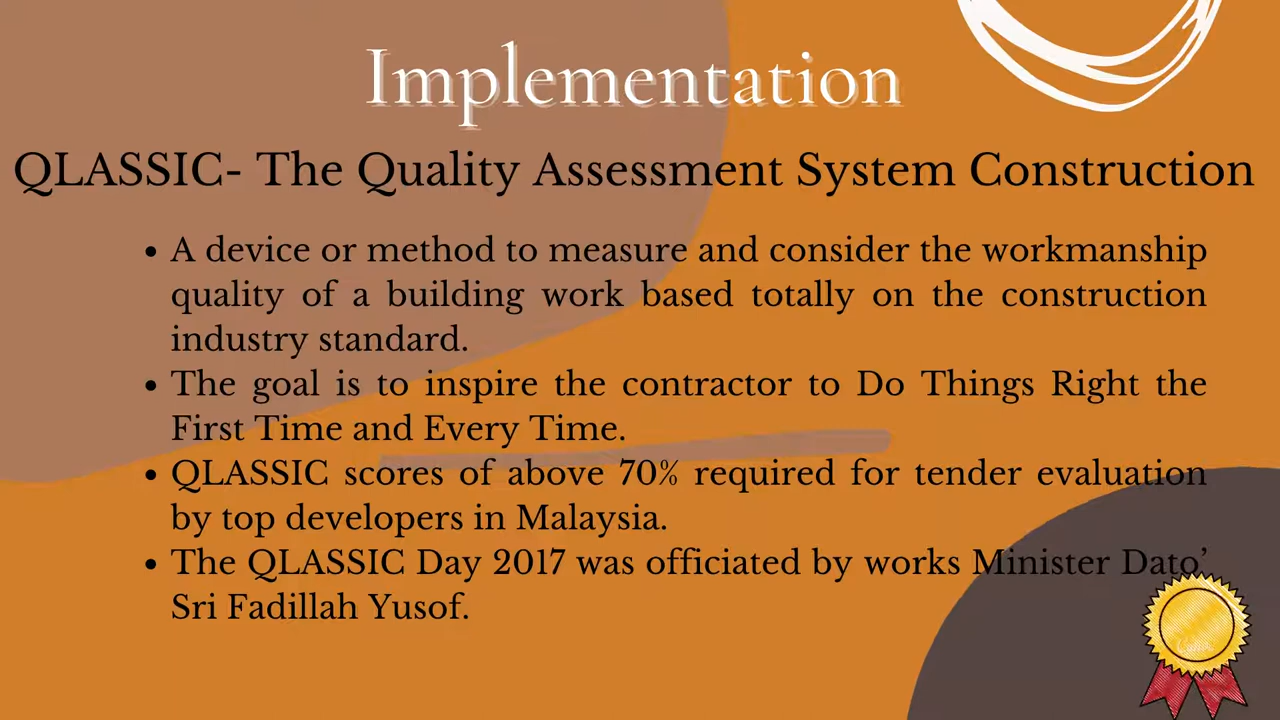 Implementation
QLASSIC- The Quality Assessment System Construction
• A device or method to measure and consider the workmanship
quality of a building work based totally on the construction
industry standard.
• The goal is to inspire the contractor to Do Things Right the
First Time and Every Time.
• QLASSIC scores of above 70% required for tender evaluation
by top developers in Malaysia.
• The QLASSIC Day 2017 was officiated by works Minister Dato’
Sri Fadillah Yusof.